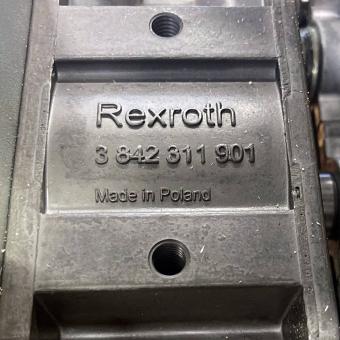 Rexroth
3 842 311 901
Made in Poland